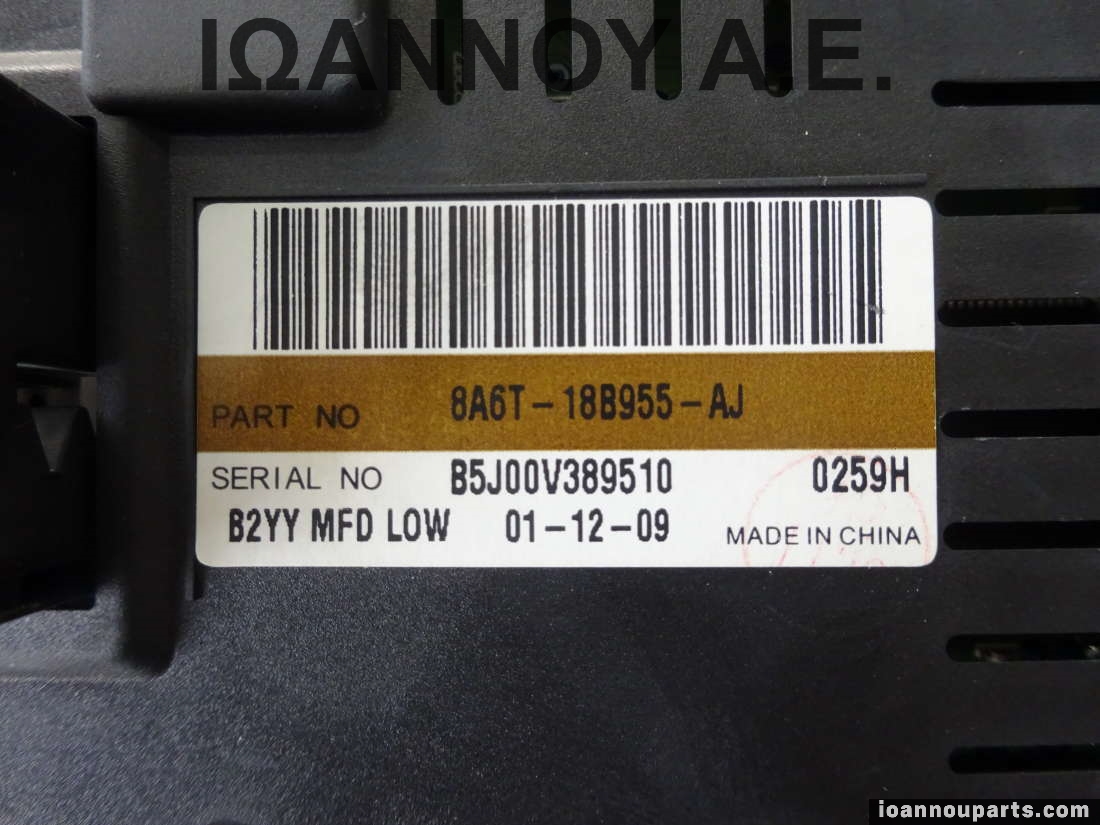 ΙΩΑΝΝΟΥ Α.Ε.
PART NO 8A6T-18B955-AJ
SERIAL NO B5J00V389510 0259H
B2YY MFD LOW 01-12-09 MADE IN CHINA
ioannouparts.com